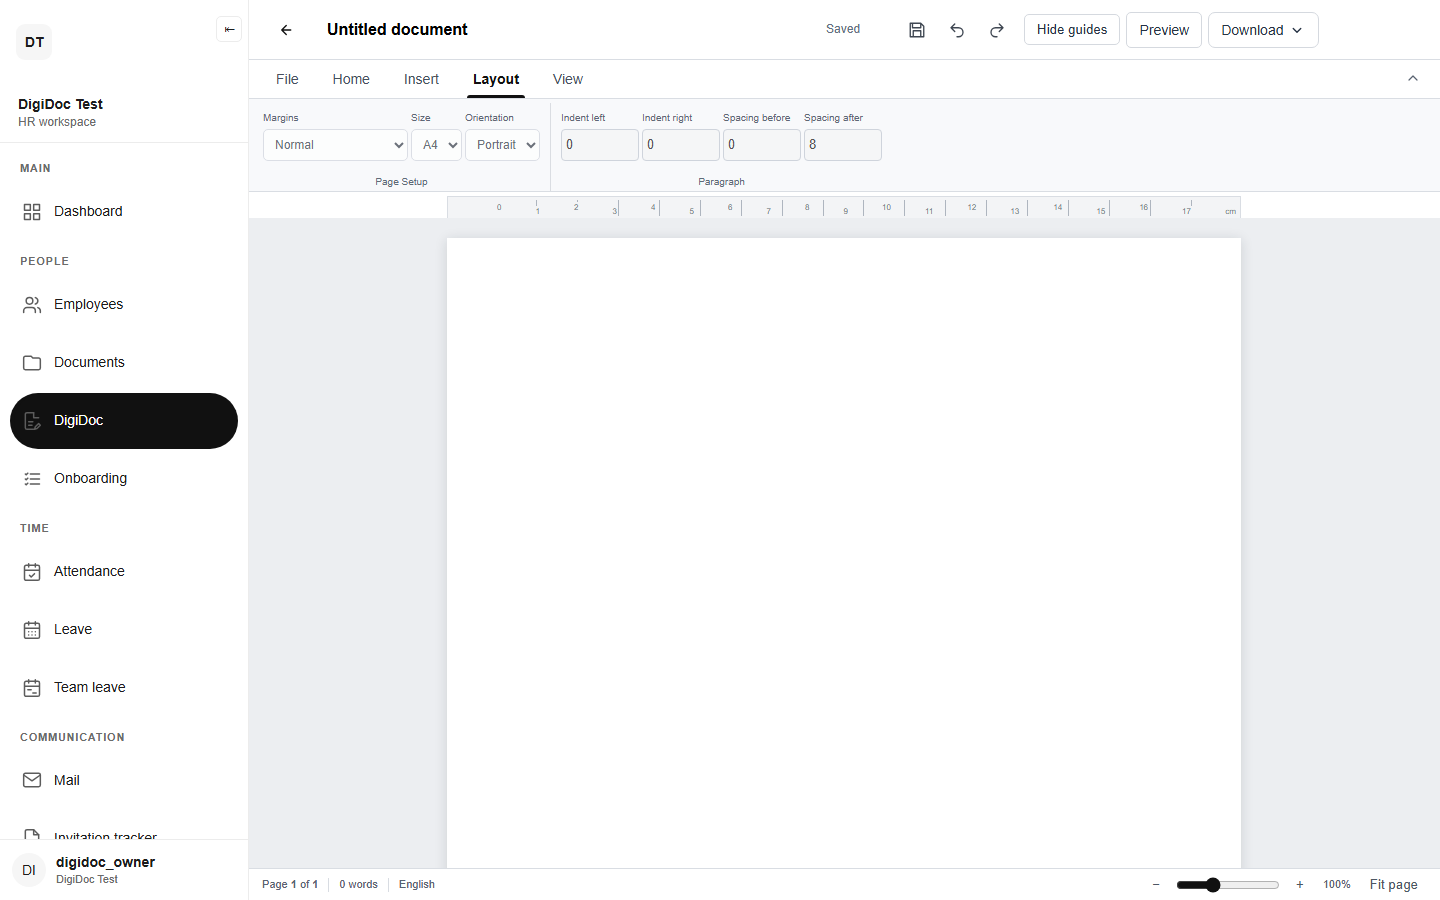 DT
⇤
DigiDoc Test
HR workspace
MAIN
Dashboard
PEOPLE
Employees
Documents
DigiDoc
Onboarding
TIME
Attendance
Leave
Team leave
COMMUNICATION
Mail
Invitation tracker
DI
digidoc_owner
DigiDoc Test
Untitled document
Saved
Hide guides
Preview
Download
File Home Insert Layout View
Margins Size Orientation Indent left Indent right Spacing before Spacing after
Normal A4 Portrait 0 0 0 8
Page Setup Paragraph
0 1 2 3 4 5 6 7 8 9 10 11 12 13 14 15 16 17 cm
Page 1 of 1 0 words English − + 100% Fit page